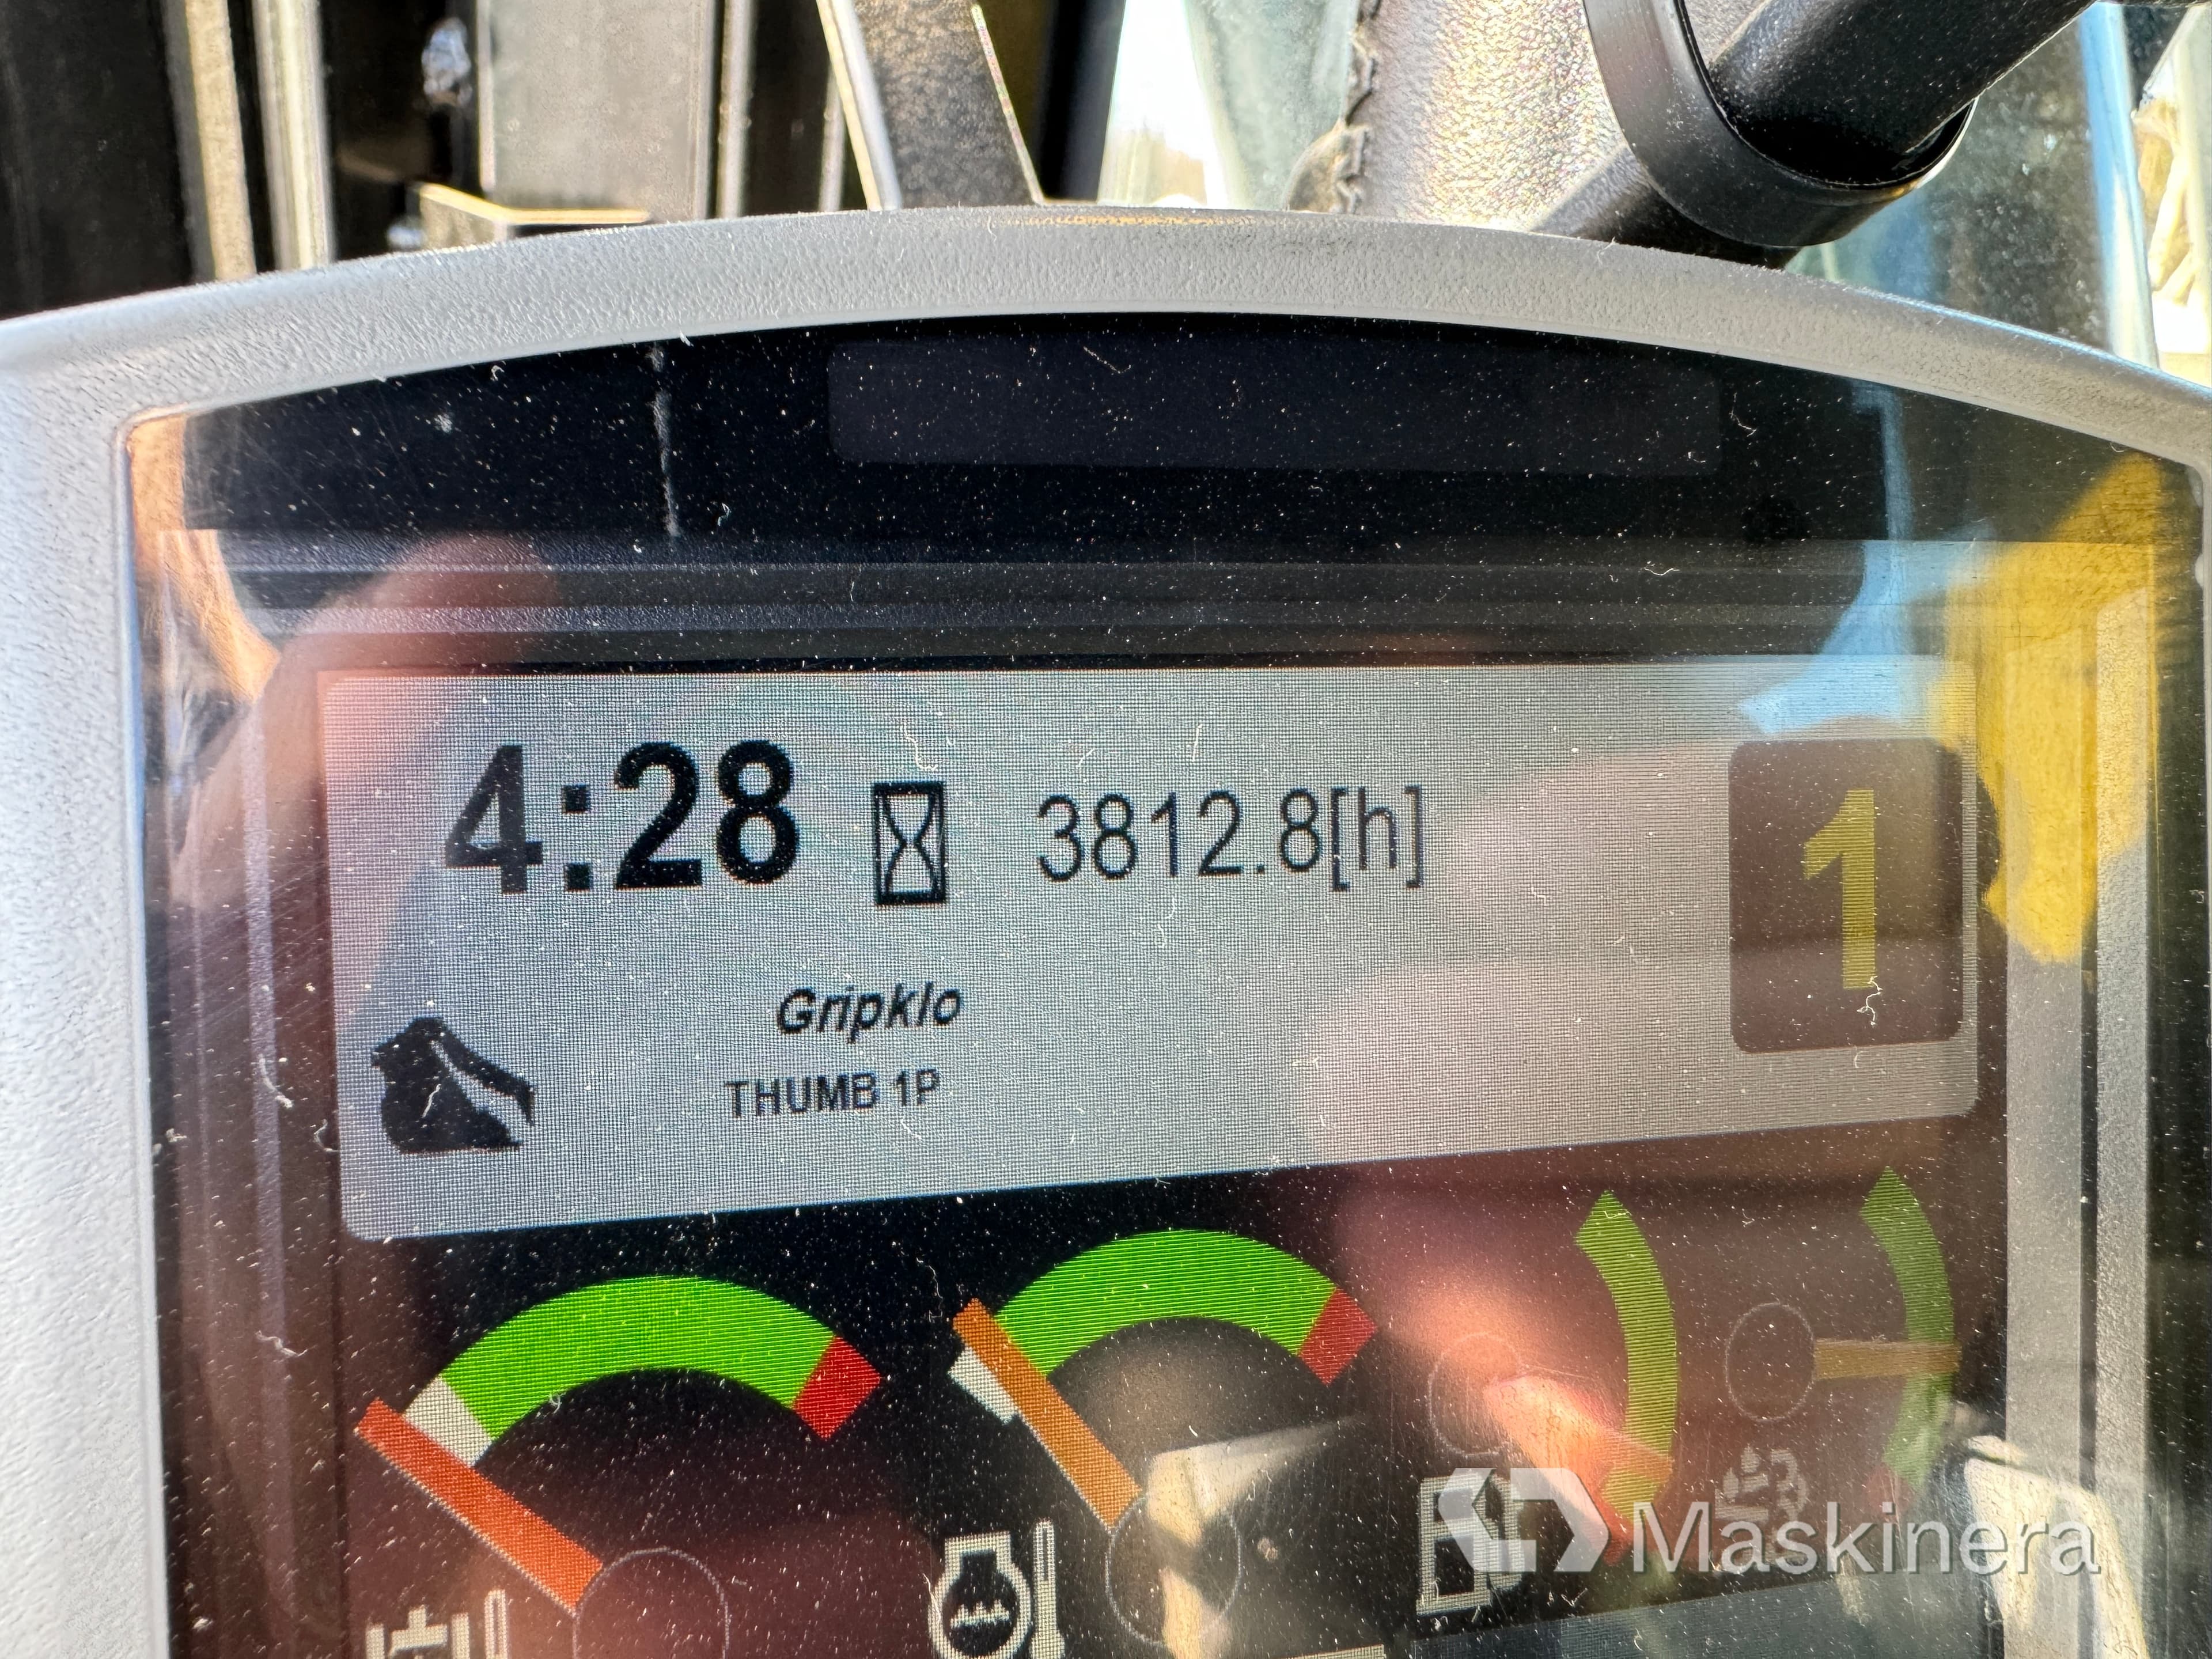 4:28 3812.8[h] 1
Gripklo
THUMB 1P
Maskinera